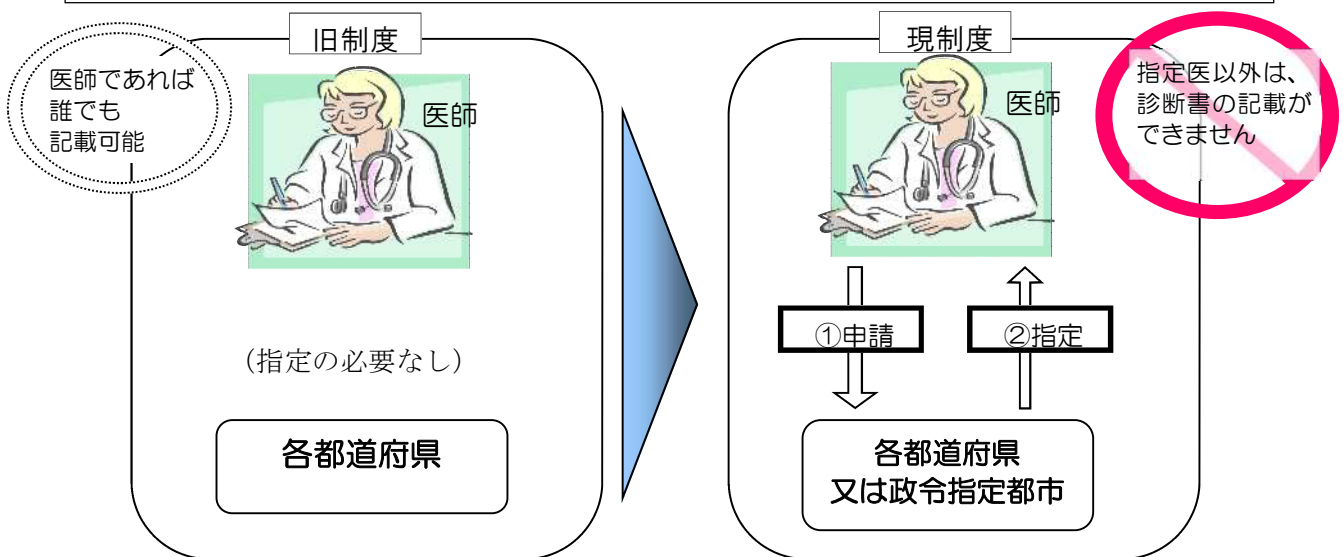 旧制度
医師であれば
誰でも
記載可能
医師
（指定の必要なし）
各都道府県
現制度
指定医以外は、
診断書の記載が
できません
医師
①申請
②指定
各都道府県
又は政令指定都市